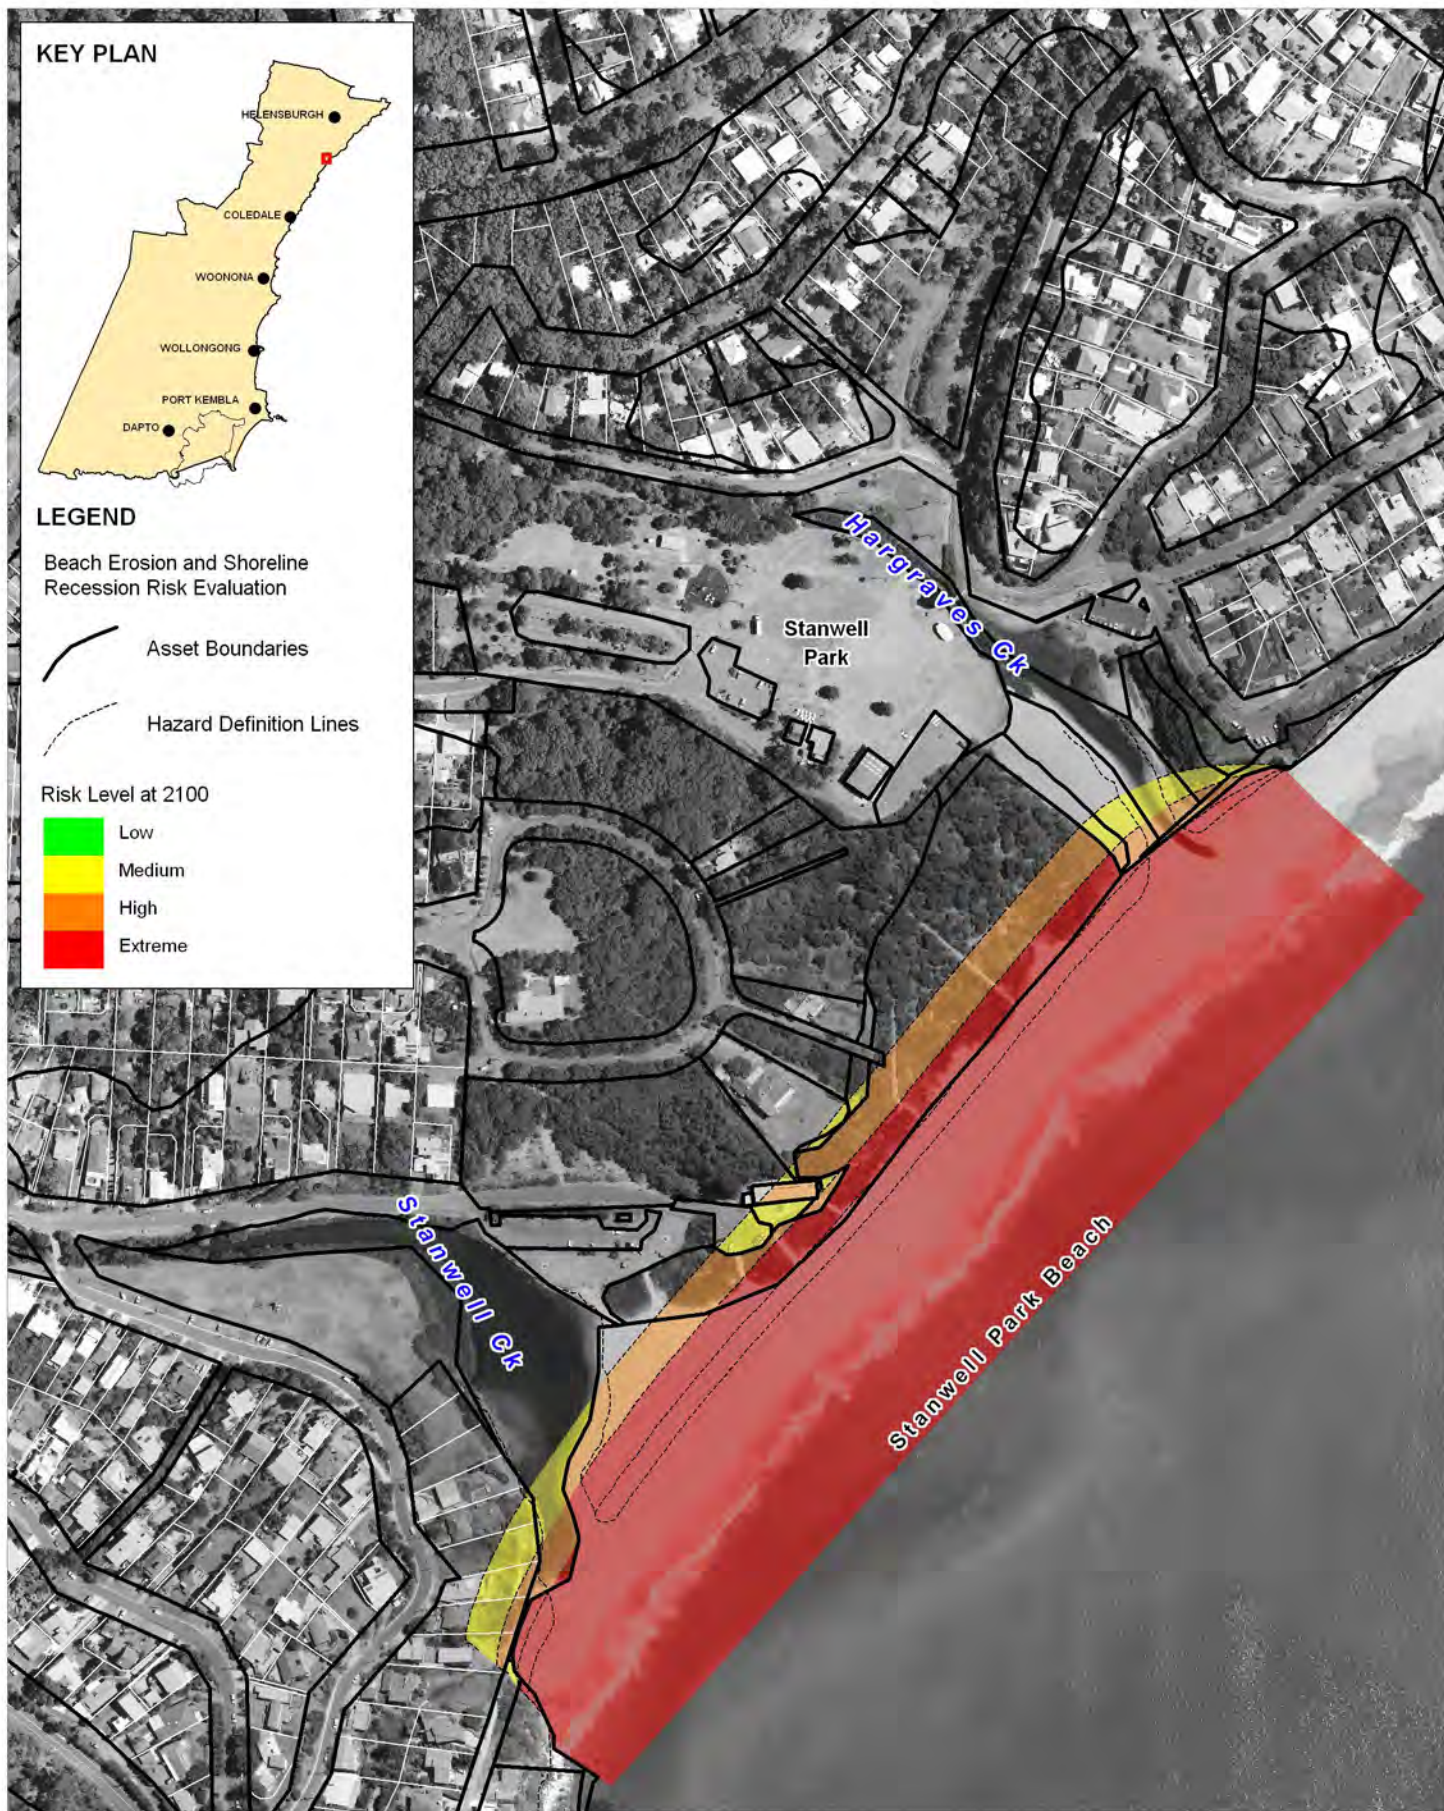 KEY PLAN
HELENSBURGH
COLEDALE
WOONONA
WOLLONGONG
PORT KEMBLA
DAPTO
LEGEND
Beach Erosion and Shoreline
Recession Risk Evaluation
Asset Boundaries
Hazard Definition Lines
Risk Level at 2100
Low
Medium
High
Extreme
Hargraves Ck
Stanwell
Park
Stanwell Ck
Stanwell Park Beach